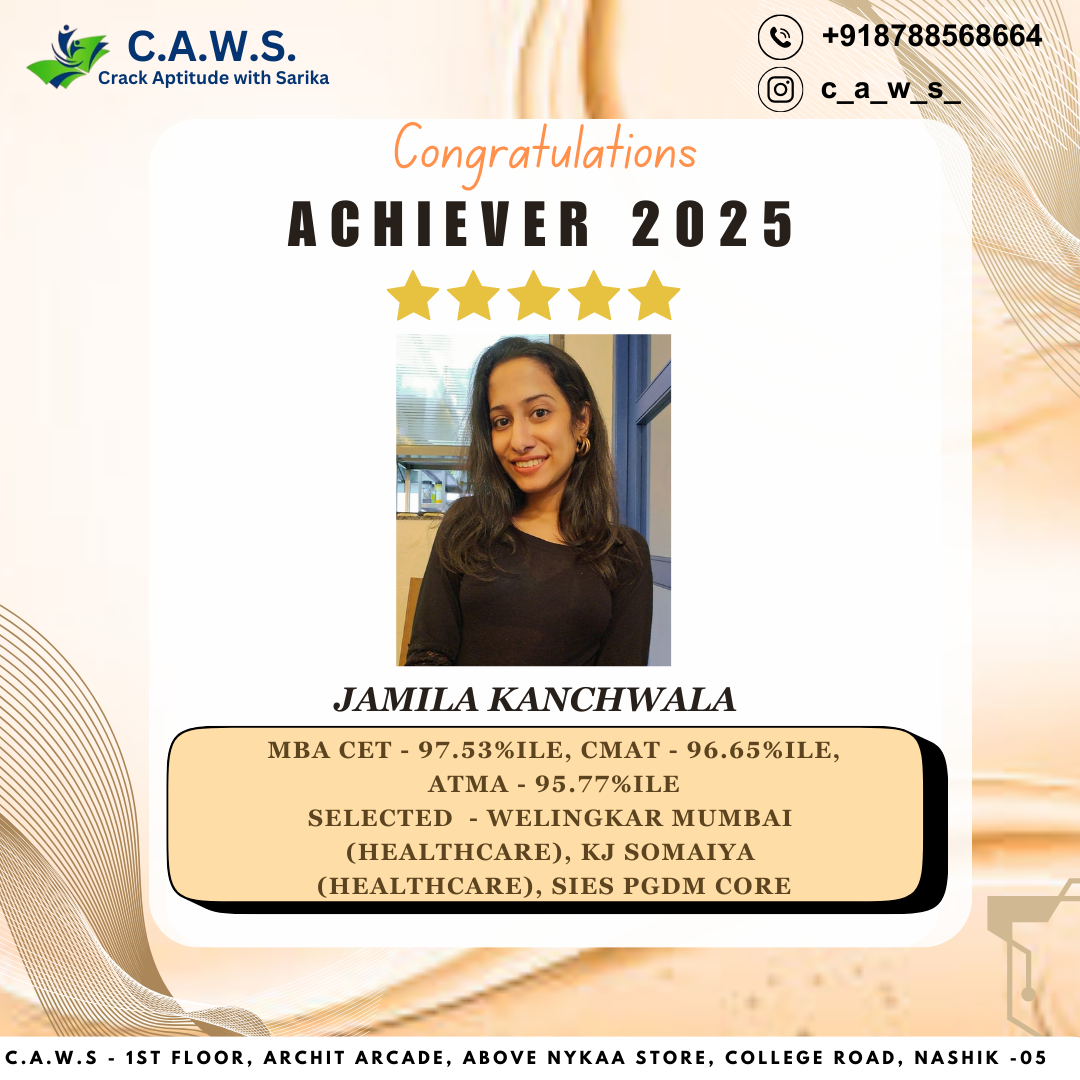 C.A.W.S.
Crack Aptitude with Sarika
+918788568664
c_a_w_s_
Congratulations
ACHIEVER 2025
JAMILA KANCHWALA
MBA CET - 97.53%ILE, CMAT - 96.65%ILE,
ATMA - 95.77%ILE
SELECTED - WELINGKAR MUMBAI
(HEALTHCARE), KJ SOMAIYA
(HEALTHCARE), SIES PGDM CORE
C.A.W.S - 1ST FLOOR, ARCHIT ARCADE, ABOVE NYKAA STORE, COLLEGE ROAD, NASHIK -05